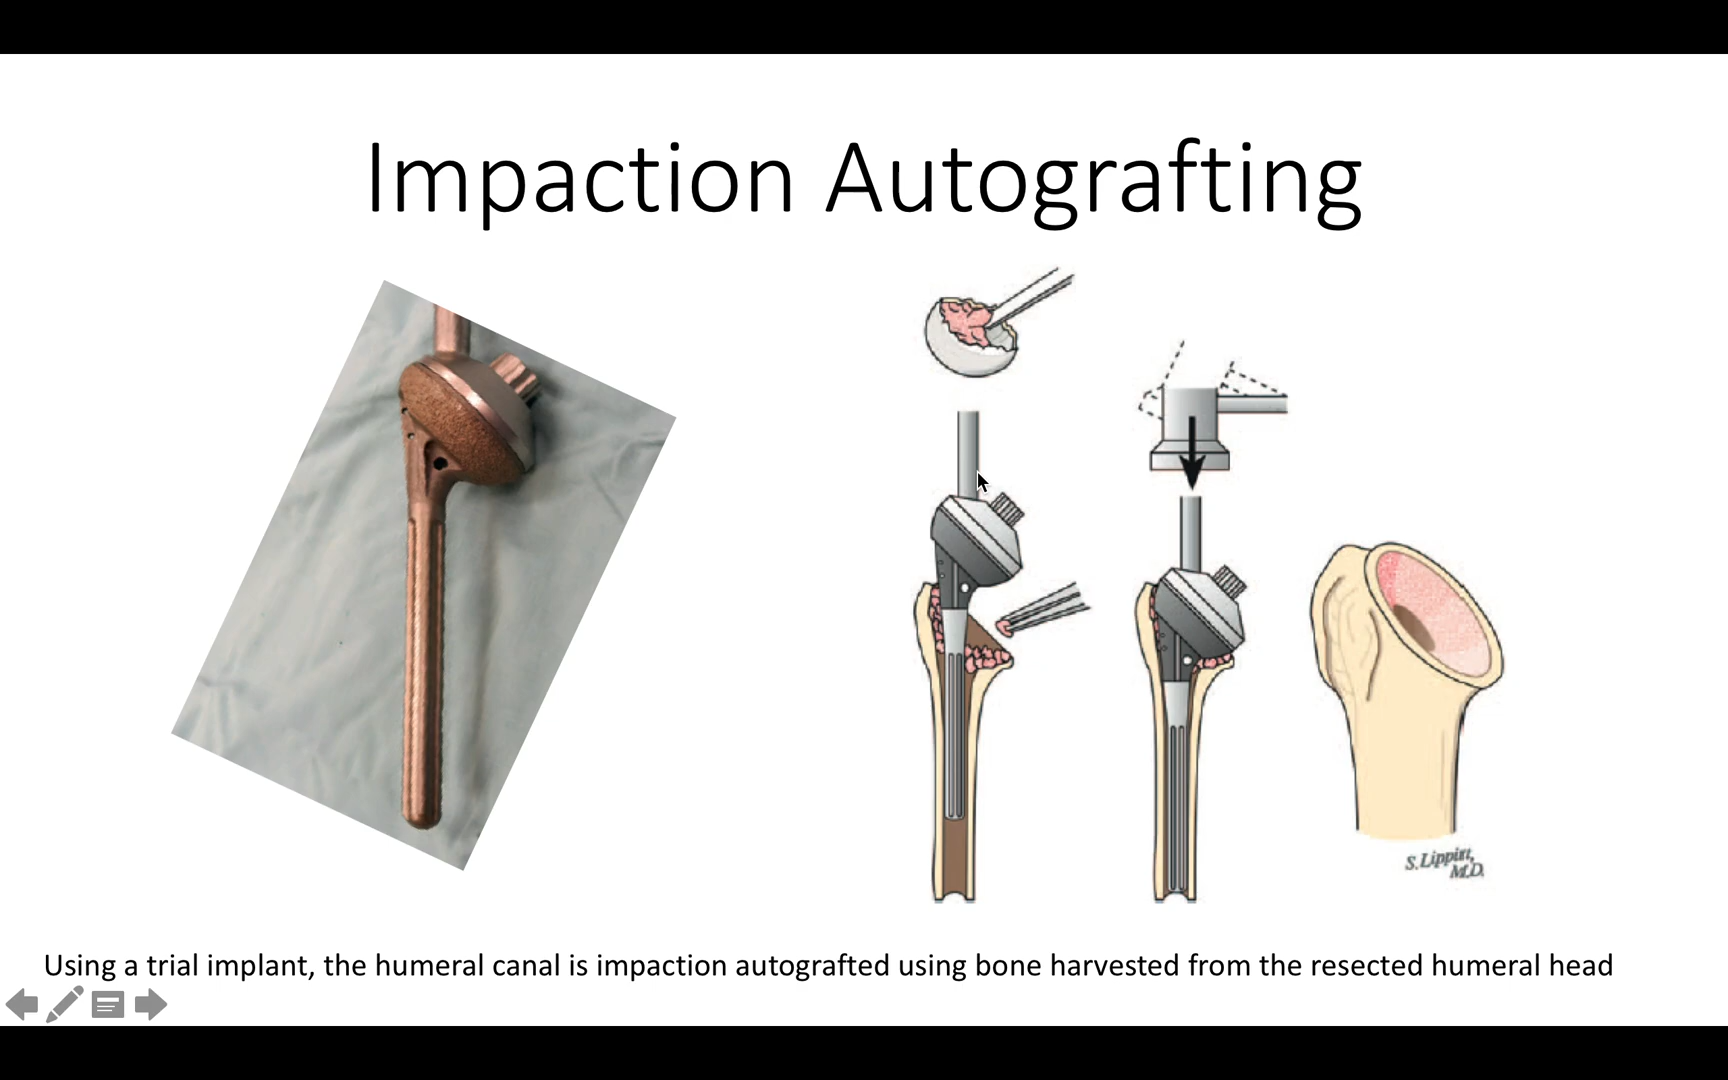 Impaction Autografting
S. Lippitt,
M.D.
Using a trial implant, the humeral canal is impaction autografted using bone harvested from the resected humeral head